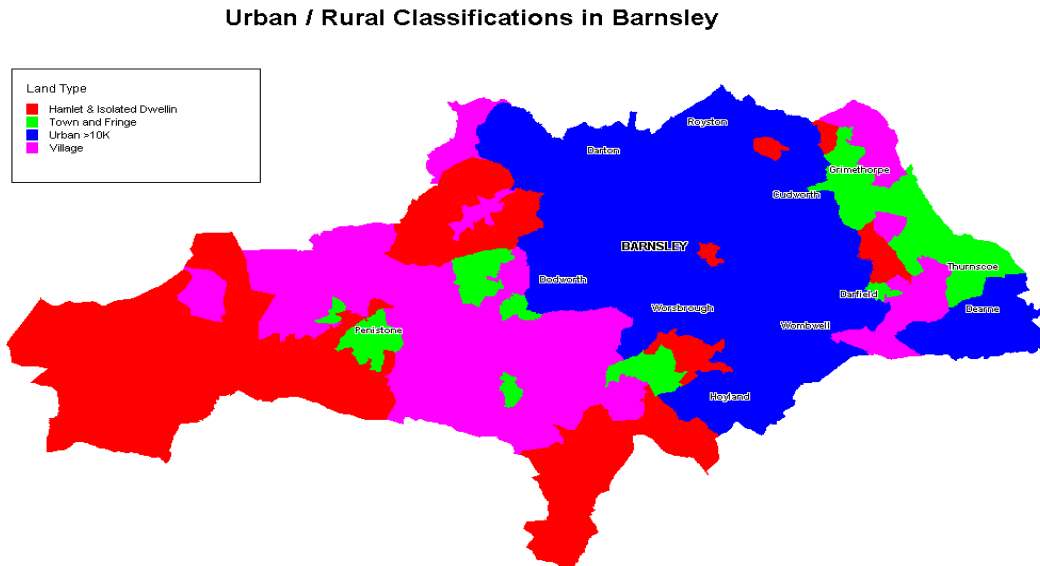 Urban / Rural Classifications in Barnsley
Land Type
Hamlet & Isolated Dwellin
Town and Fringe
Urban >10K
Village
Royston
Darton
Grimethorpe
Cudworth
BARNSLEY
Thurnscoe
Dodworth
Darfield
Dearne
Worsbrough
Wombwell
Penistone
Hoyland